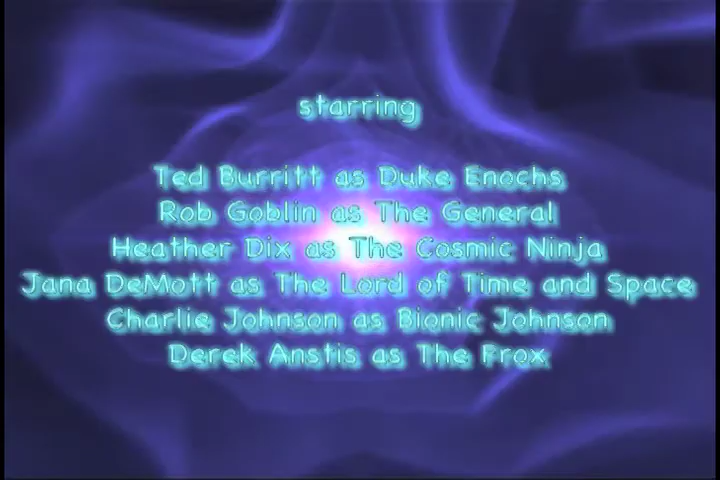 starring
Ted Burritt as Duke Enochs
Rob Goblin as The General
Heather Dix as The Cosmic Ninja
Jana DeMott as The Lord of Time and Space
Charlie Johnson as Bionic Johnson
Derek Anstis as The Frox